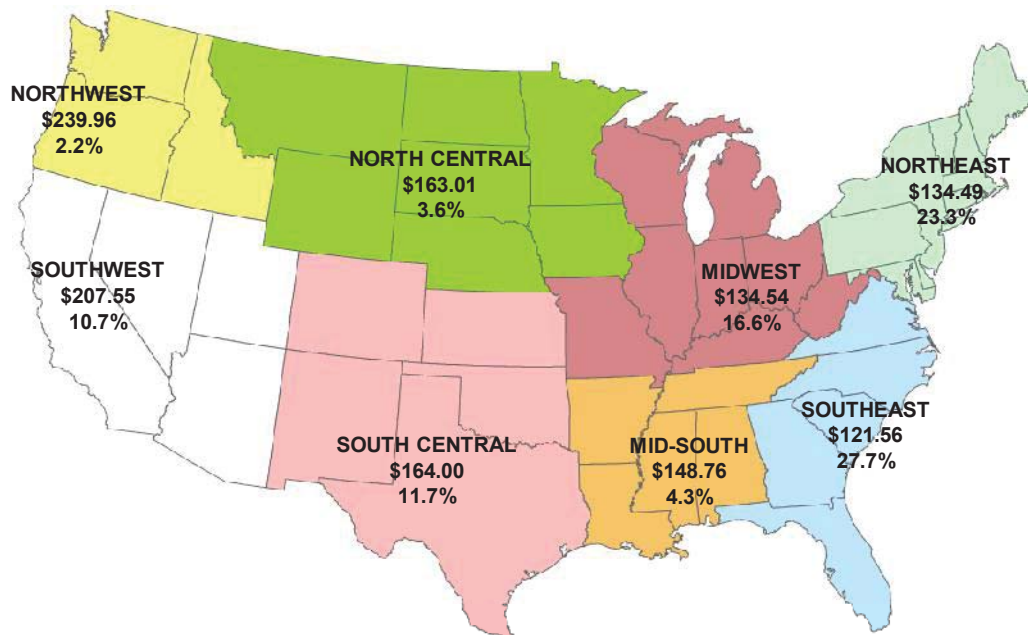 NORTHWEST
$239.96
2.2%
NORTH CENTRAL
$163.01
3.6%
NORTHEAST
$134.49
23.3%
SOUTHWEST
$207.55
10.7%
MIDWEST
$134.54
16.6%
SOUTH CENTRAL
$164.00
11.7%
MID-SOUTH
$148.76
4.3%
SOUTHEAST
$121.56
27.7%